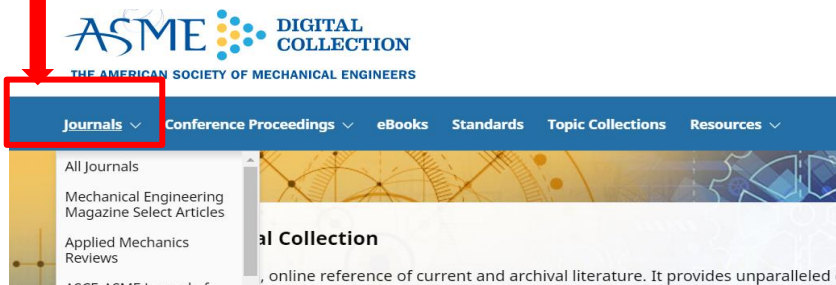 ASME DIGITAL
COLLECTION
THE AMERICAN SOCIETY OF MECHANICAL ENGINEERS
Journals Conference Proceedings eBooks Standards Topic Collections Resources
All Journals
Mechanical Engineering
Magazine Select Articles
Applied Mechanics
Reviews
al Collection
, online reference of current and archival literature. It provides unparalleled